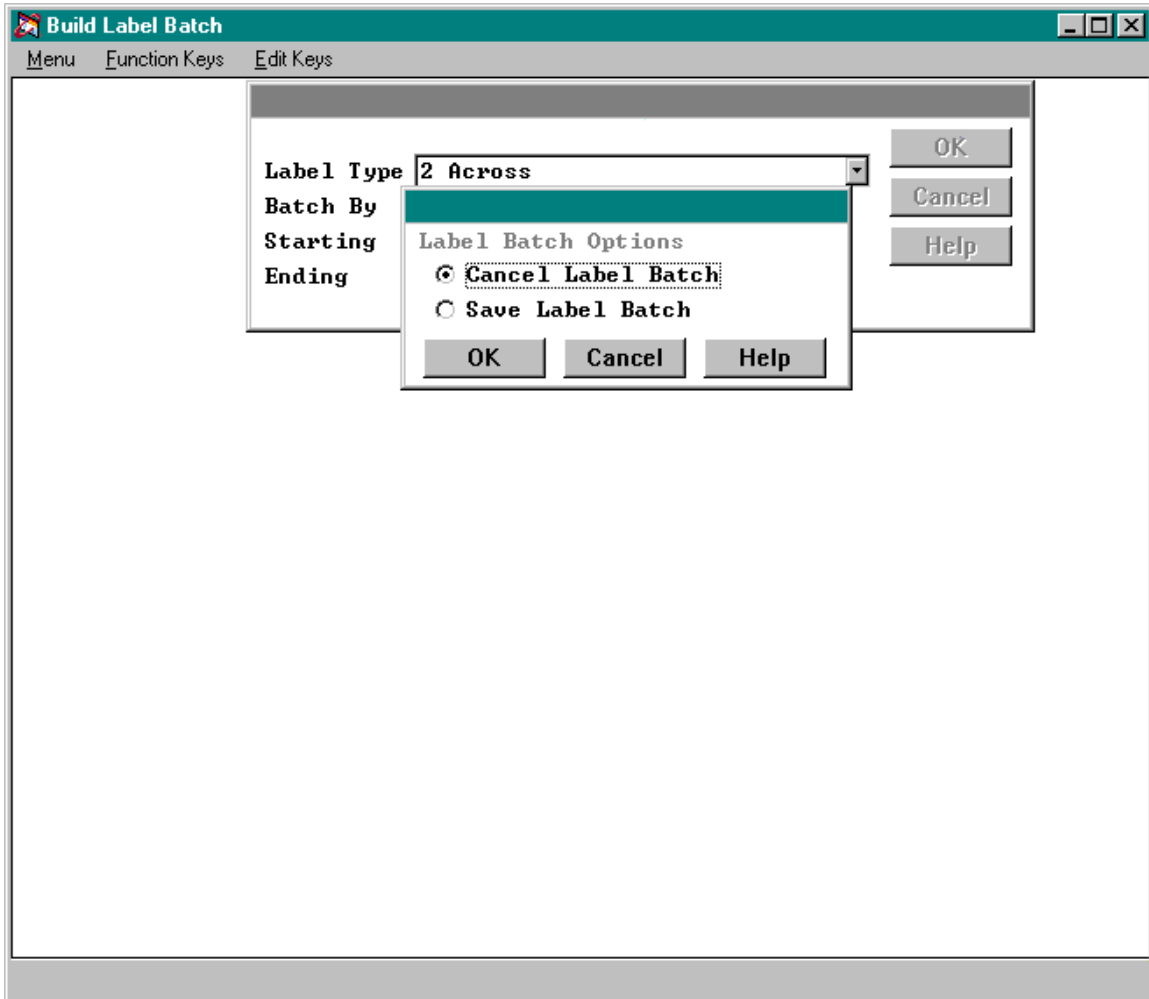 Build Label Batch
Menu Function Keys Edit Keys
Label Type 2 Across
OK
Batch By
Cancel
Starting
Help
Ending
Label Batch Options
Cancel Label Batch
Save Label Batch
OK Cancel Help